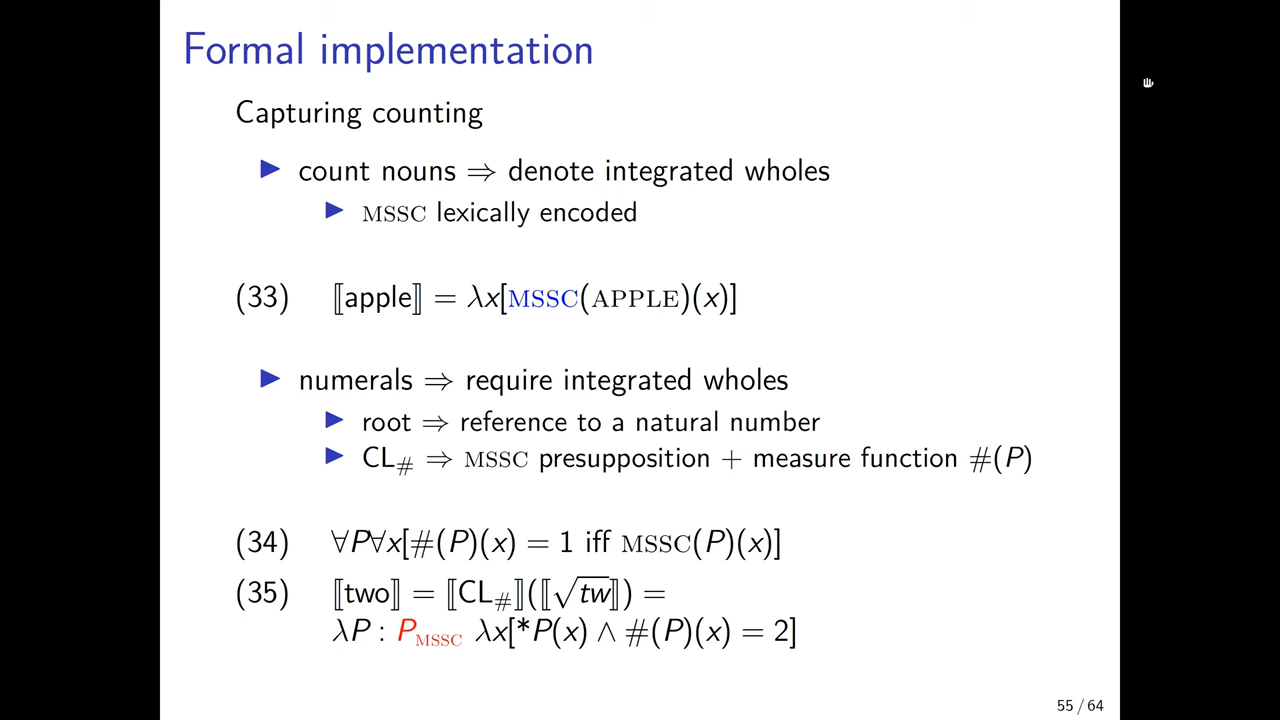 Formal implementation
Capturing counting
▶ count nouns ⇒ denote integrated wholes
▶ MSSC lexically encoded
(33) ⟦apple⟧ = λx[MSSC(APPLE)(x)]
▶ numerals ⇒ require integrated wholes
▶ root ⇒ reference to a natural number
▶ CL# ⇒ MSSC presupposition + measure function #(P)
(34) ∀P∀x[#(P)(x) = 1 iff MSSC(P)(x)]
(35) ⟦two⟧ = ⟦CL#⟧(⟦√tw⟧) =
λP : P_MSSC λx[*P(x) ∧ #(P)(x) = 2]
55 / 64